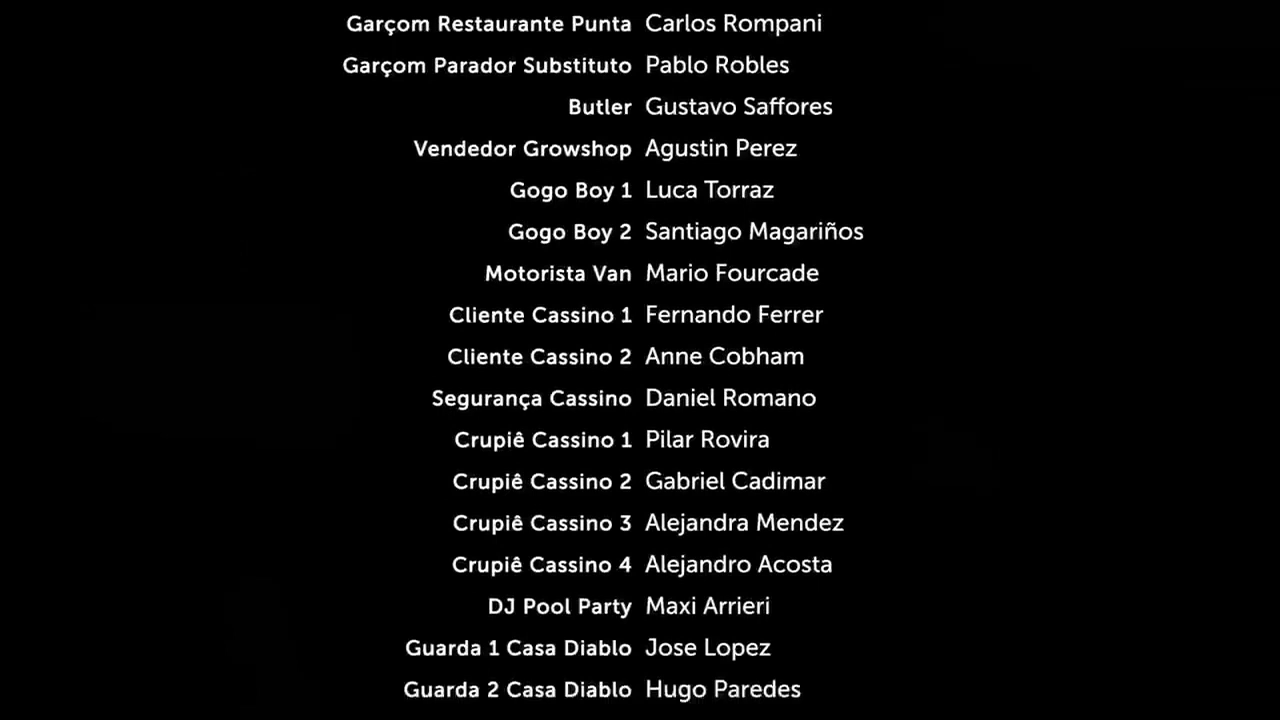 Garçom Restaurante Punta Carlos Rompani
Garçom Parador Substituto Pablo Robles
Butler Gustavo Saffores
Vendedor Growshop Agustin Perez
Gogo Boy 1 Luca Torraz
Gogo Boy 2 Santiago Magariños
Motorista Van Mario Fourcade
Cliente Cassino 1 Fernando Ferrer
Cliente Cassino 2 Anne Cobham
Segurança Cassino Daniel Romano
Crupiê Cassino 1 Pilar Rovira
Crupiê Cassino 2 Gabriel Cadimar
Crupiê Cassino 3 Alejandra Mendez
Crupiê Cassino 4 Alejandro Acosta
DJ Pool Party Maxi Arrieri
Guarda 1 Casa Diablo Jose Lopez
Guarda 2 Casa Diablo Hugo Paredes